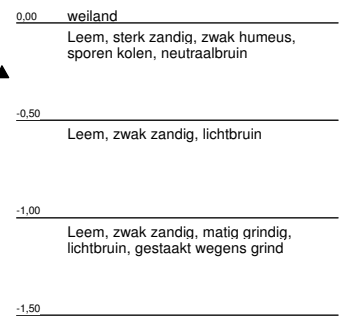 0,00 weiland
Leem, sterk zandig, zwak humeus,
sporen kolen, neutraalbruin
-0,50
Leem, zwak zandig, lichtbruin
-1,00
Leem, zwak zandig, matig grindig,
lichtbruin, gestaakt wegens grind
-1,50